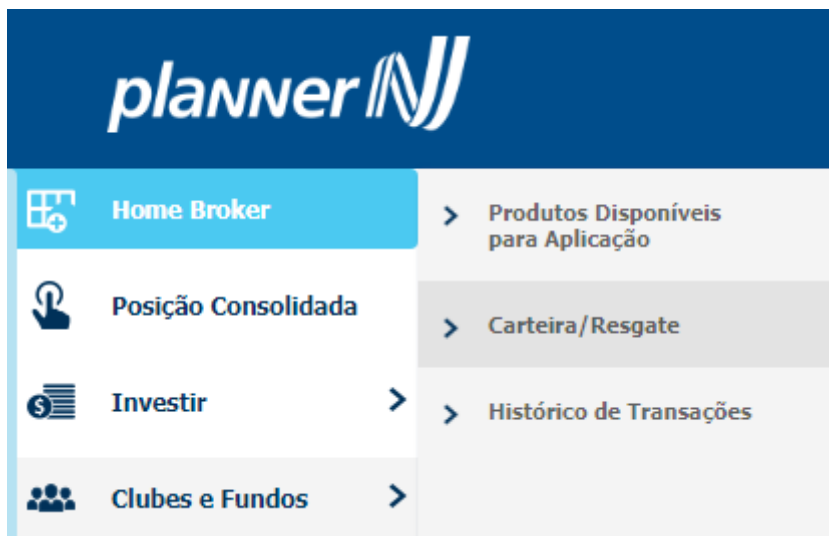 planner
Home Broker
Posição Consolidada
Investir
Clubes e Fundos
Produtos Disponíveis
para Aplicação
Carteira/Resgate
Histórico de Transações